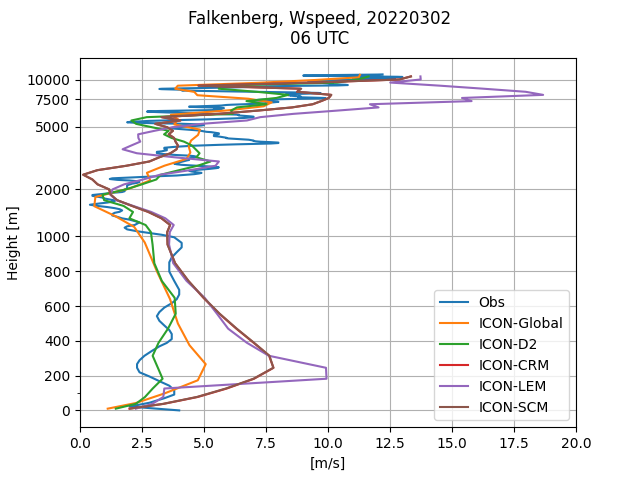 Falkenberg, Wspeed, 20220302
06 UTC
Height [m]
10000
7500
5000
2000
1000
800
600
400
200
0
Obs
ICON-Global
ICON-D2
ICON-CRM
ICON-LEM
ICON-SCM
0.0 2.5 5.0 7.5 10.0 12.5 15.0 17.5 20.0
[m/s]